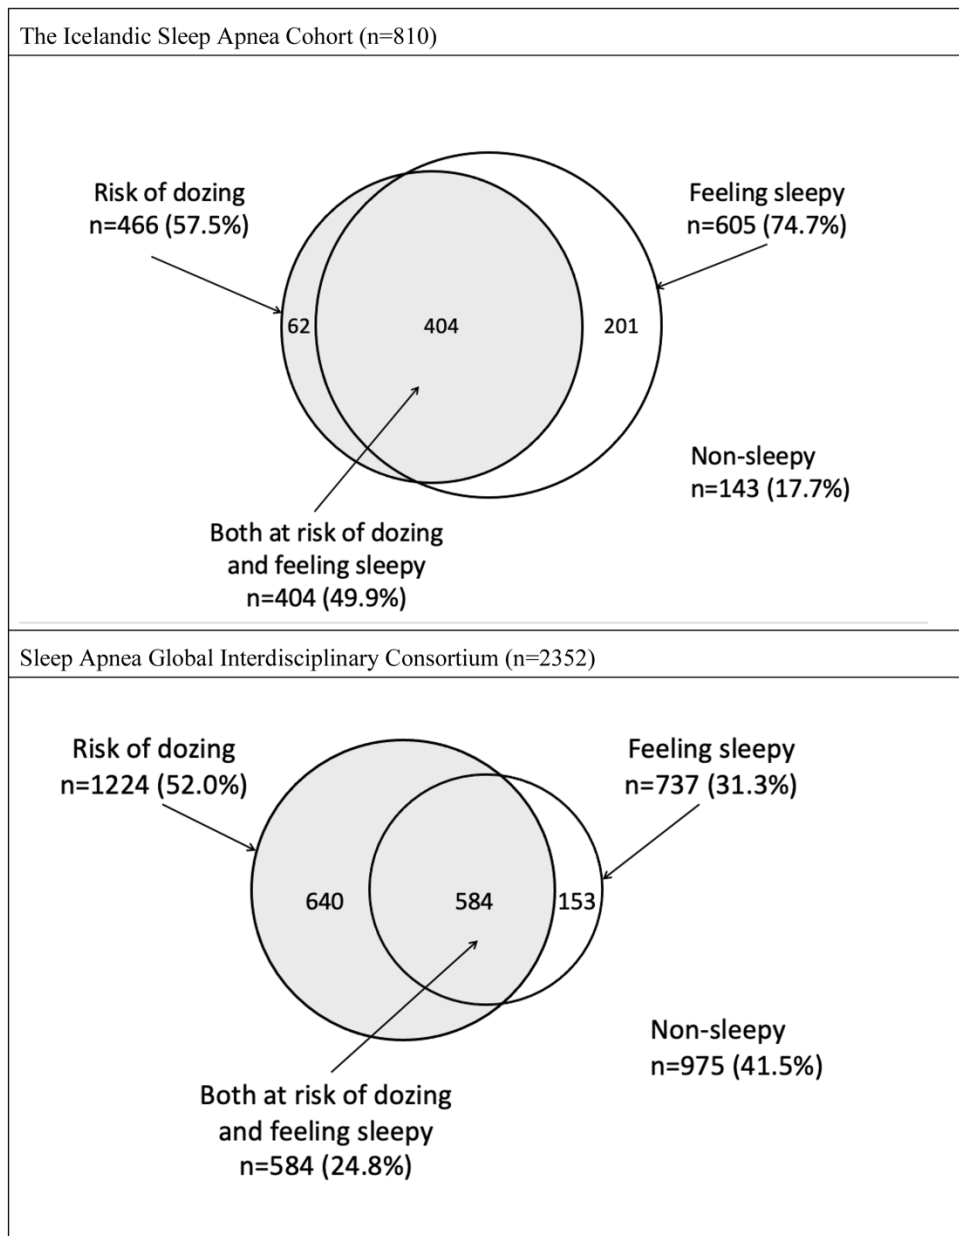 The Icelandic Sleep Apnea Cohort (n=810)
Risk of dozing
n=466 (57.5%)
Feeling sleepy
n=605 (74.7%)
62
404
201
Non-sleepy
n=143 (17.7%)
Both at risk of dozing
and feeling sleepy
n=404 (49.9%)
Sleep Apnea Global Interdisciplinary Consortium (n=2352)
Risk of dozing
n=1224 (52.0%)
Feeling sleepy
n=737 (31.3%)
640
584
153
Non-sleepy
n=975 (41.5%)
Both at risk of dozing
and feeling sleepy
n=584 (24.8%)